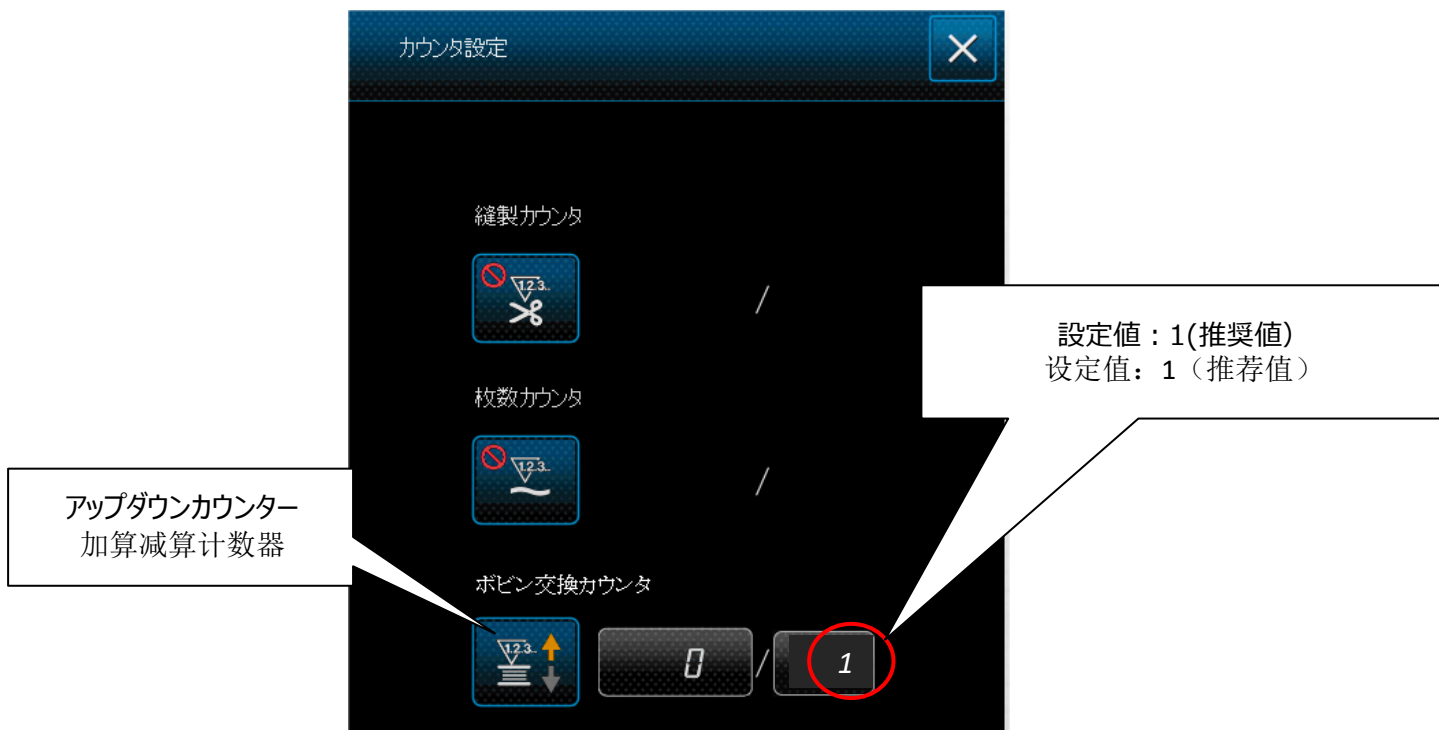 カウンタ設定
縫製カウンタ
1.2.3..
/
設定値：1(推奨値)
设定值：1（推荐值）
枚数カウンタ
1.2.3..
/
アップダウンカウンター
加算减算计数器
ボビン交換カウンタ
1.2.3..
0 / 1